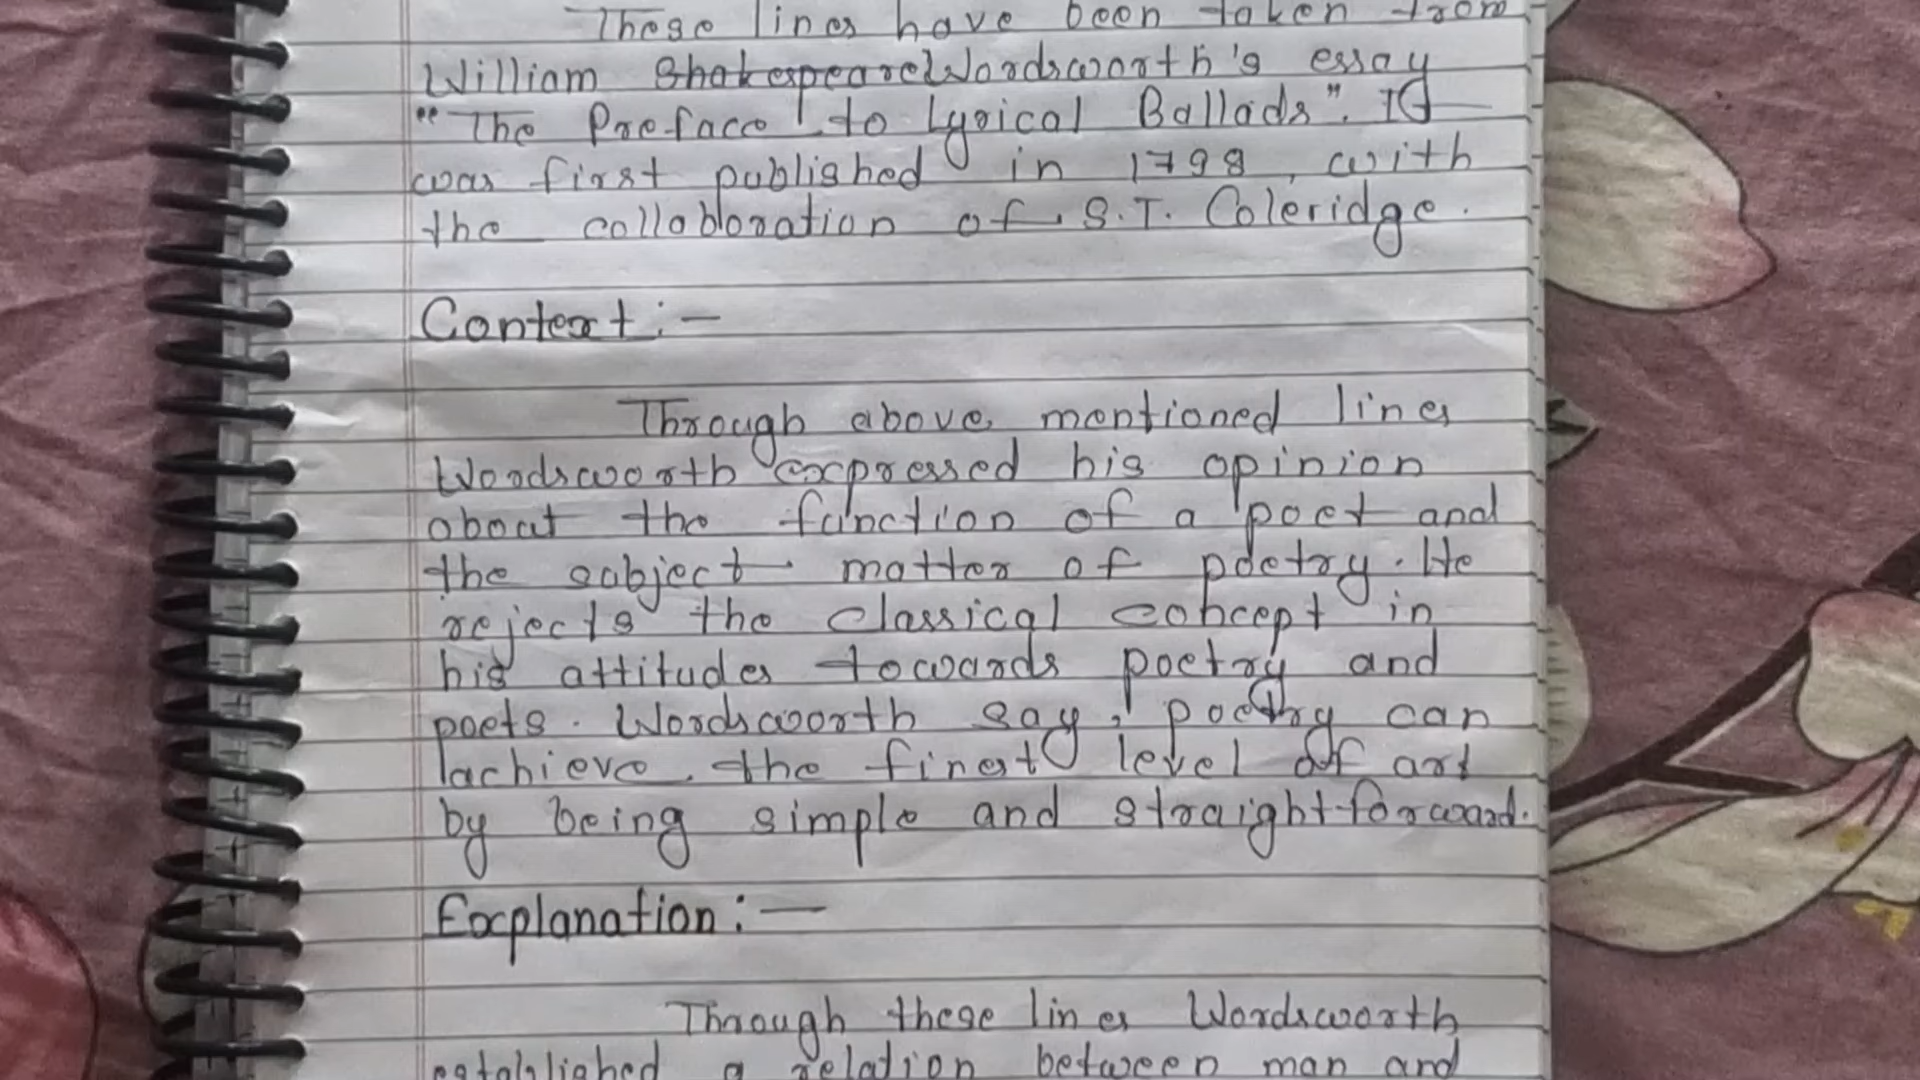 These lines have been taken from
William Shakespeare Wordsworth's essay
"The Preface to Lyrical Ballads". It
was first published in 1798, with
the collaboration of S.T. Coleridge.
Context:-
Through above mentioned lines
Wordsworth expressed his opinion
about the function of a poet and
the subject matter of poetry. He
rejects the classical concept in
his attitudes towards poetry and
poets. Wordsworth say, poetry can
achieve the finest level of art
by being simple and straightforward.
Explanation:-
Through these lines Wordsworth
established a relation between man and